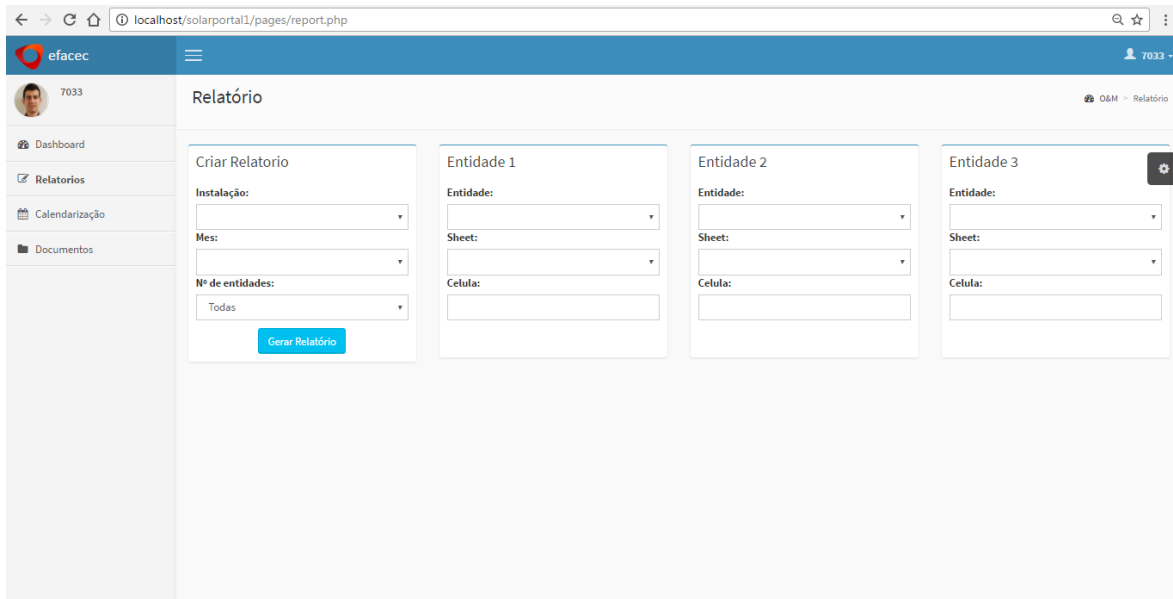 localhost/solarportal1/pages/report.php
efacec
7033
7033
Relatório
O&M > Relatório
Dashboard
Relatorios
Calendarização
Documentos
Criar Relatorio
Instalação:
Mes:
Nº de entidades:
Todas
Gerar Relatório
Entidade 1
Entidade:
Sheet:
Celula:
Entidade 2
Entidade:
Sheet:
Celula:
Entidade 3
Entidade:
Sheet:
Celula: